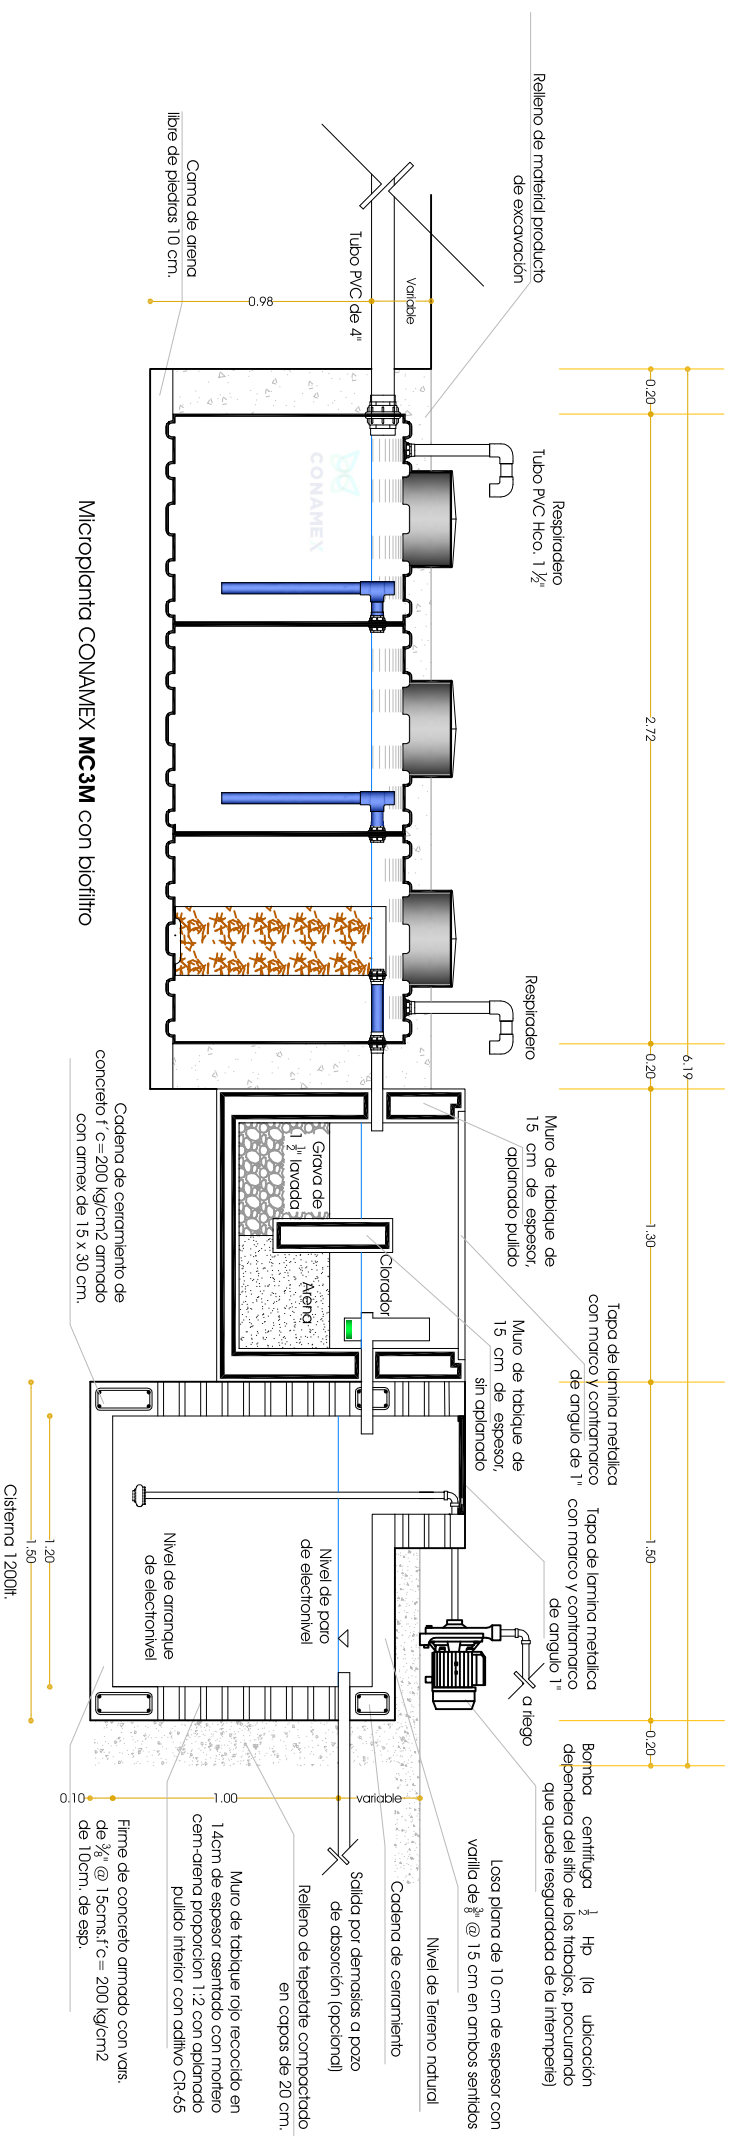 Relleno de material producto
de excavación
Cama de arena
libre de piedras 10 cm.
Tubo PVC de 4"
Variable
0.98
0.20
2.72
0.20
6.19
1.30
1.50
0.20
Respiradero
Tubo PVC Hco. 1 1/2"
CONAMEX
Respiradero
Microplanta CONAMEX MC3M con biofiltro
Muro de tabique de
15 cm de espesor,
aplanado pulido
Grava de
1 1/2" lavada
Clorador
Arena
Cadena de cerramiento de
concreto f´c=200 kg/cm2 armado
con armex de 15 x 30 cm.
Muro de tabique de
15 cm de espesor,
sin aplanado
Tapa de lamina metalica
con marco y contramarco
de angulo de 1"
Tapa de lamina metalica
con marco y contramarco
de angulo 1"
Nivel de paro
de electronivel
Nivel de arranque
de electronivel
1.20
1.50
Cisterna 1200lt.
a riego
Bomba centrifuga 1/2 Hp (la ubicación
dependera del sitio de los trabajos, procurando
que quede resguardada de la intemperie)
0.10
1.00
variable
Losa plana de 10 cm de espesor con
varilla de 3/8" @ 15 cm en ambos sentidos
Nivel de Terreno natural
Cadena de cerramiento
Salida por demasias a pozo
de absorción (opcional)
Relleno de tepetate compactado
en capas de 20 cm.
Muro de tabique rojo recocido en
14cm de espesor asentado con mortero
cem-arena proporcion 1:2 con aplanado
pulido interior con aditivo CR-65
Firme de concreto armado con vars.
de 3/8" @ 15cms.f´c= 200 kg/cm2
de 10cm. de esp.